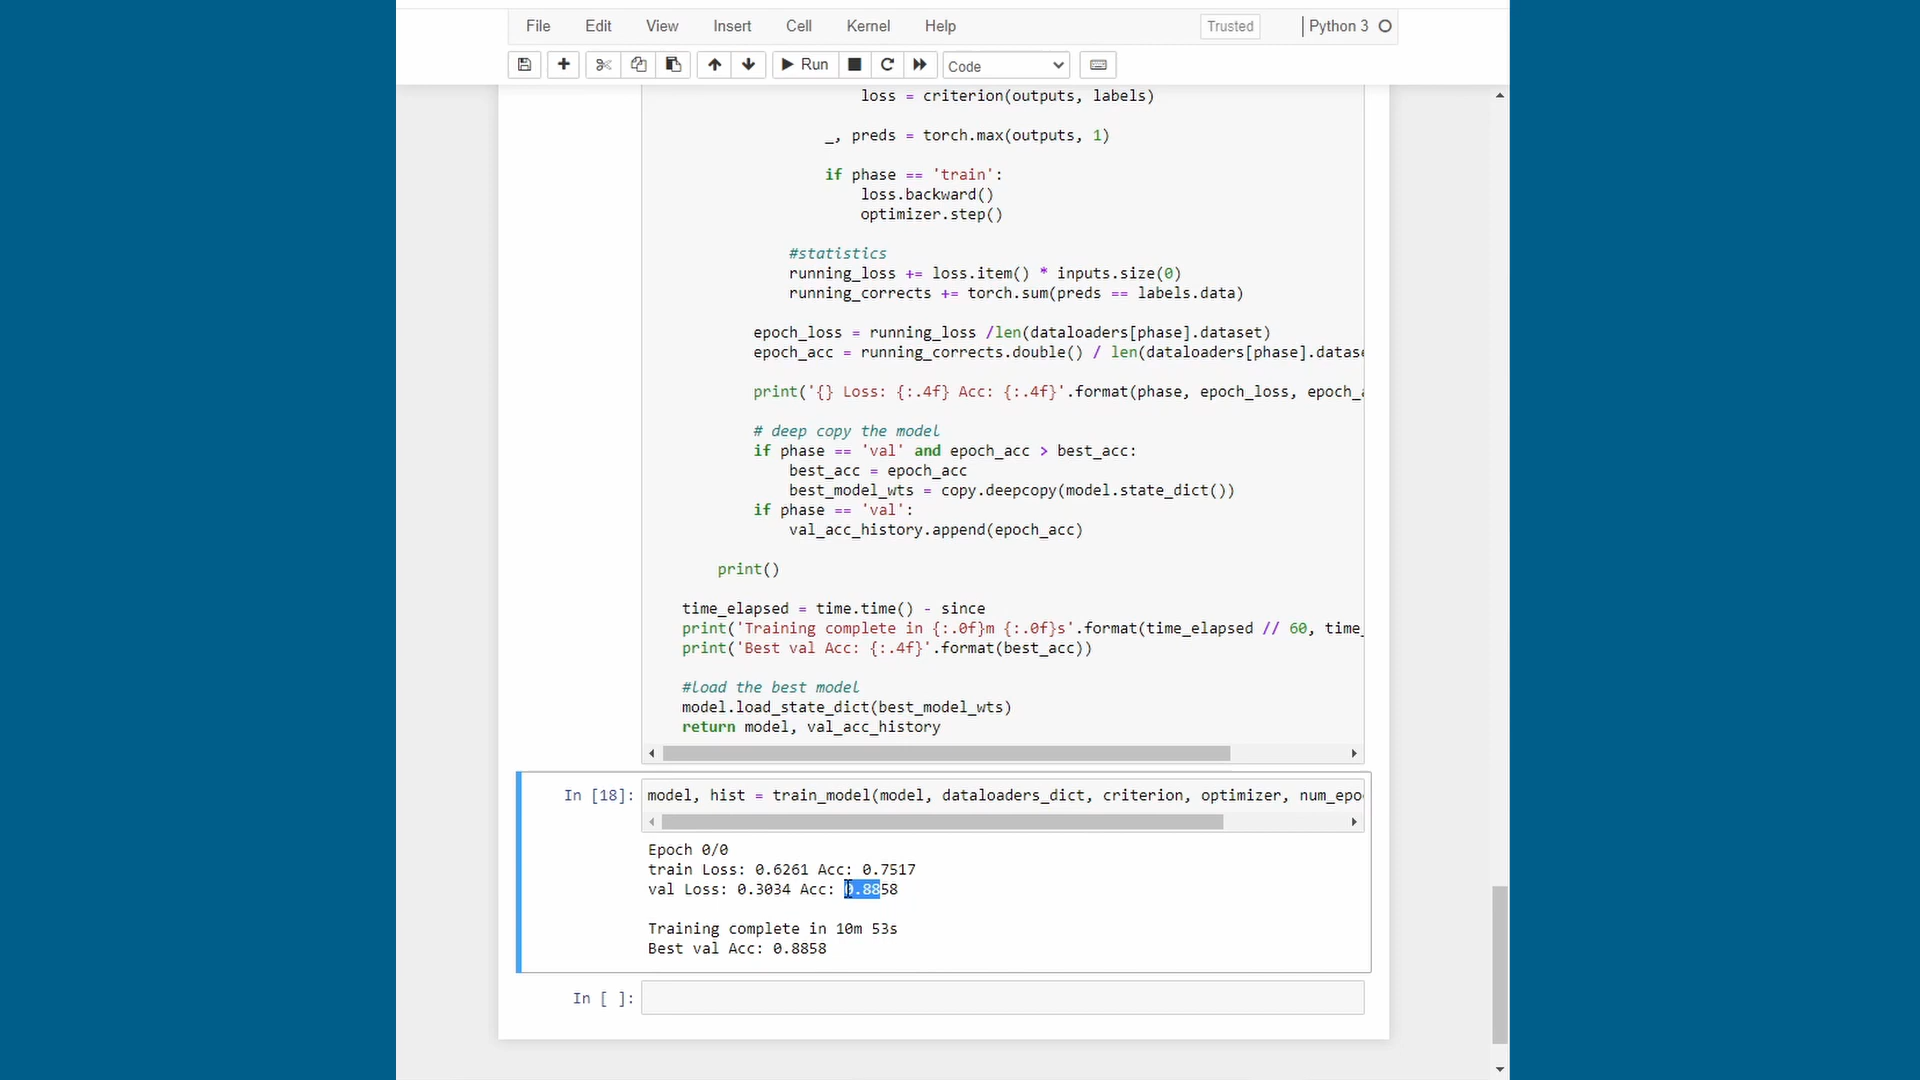 File Edit View Insert Cell Kernel Help Trusted Python 3
Run Code
loss = criterion(outputs, labels)
_, preds = torch.max(outputs, 1)
if phase == 'train':
loss.backward()
optimizer.step()
#statistics
running_loss += loss.item() * inputs.size(0)
running_corrects += torch.sum(preds == labels.data)
epoch_loss = running_loss /len(dataloaders[phase].dataset)
epoch_acc = running_corrects.double() / len(dataloaders[phase].datase
print('{} Loss: {:.4f} Acc: {:.4f}'.format(phase, epoch_loss, epoch_a
# deep copy the model
if phase == 'val' and epoch_acc > best_acc:
best_acc = epoch_acc
best_model_wts = copy.deepcopy(model.state_dict())
if phase == 'val':
val_acc_history.append(epoch_acc)
print()
time_elapsed = time.time() - since
print('Training complete in {:.0f}m {:.0f}s'.format(time_elapsed // 60, time_
print('Best val Acc: {:.4f}'.format(best_acc))
#load the best model
model.load_state_dict(best_model_wts)
return model, val_acc_history
In [18]: model, hist = train_model(model, dataloaders_dict, criterion, optimizer, num_epo
Epoch 0/0
train Loss: 0.6261 Acc: 0.7517
val Loss: 0.3034 Acc: 0.8858
Training complete in 10m 53s
Best val Acc: 0.8858
In [ ]: